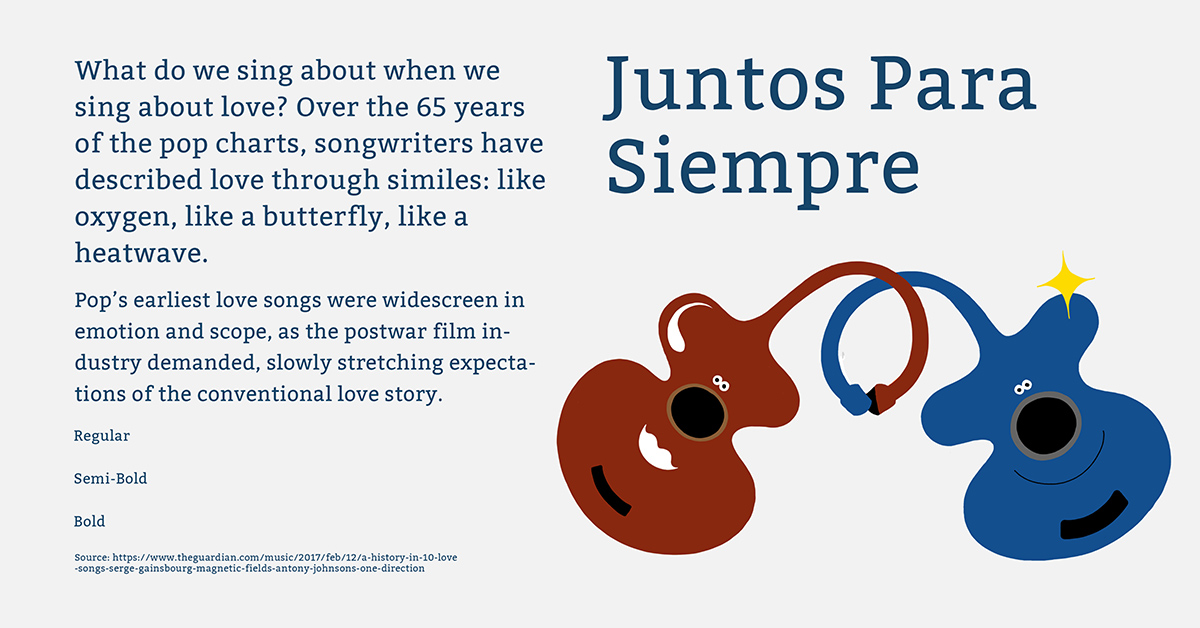 What do we sing about when we
sing about love? Over the 65 years
of the pop charts, songwriters have
described love through similes: like
oxygen, like a butterfly, like a
heatwave.
Pop’s earliest love songs were widescreen in
emotion and scope, as the postwar film in-
dustry demanded, slowly stretching expecta-
tions of the conventional love story.
Regular
Semi-Bold
Bold
Source: https://www.theguardian.com/music/2017/feb/12/a-history-in-10-love
-songs-serge-gainsbourg-magnetic-fields-antony-johnsons-one-direction
Juntos Para
Siempre